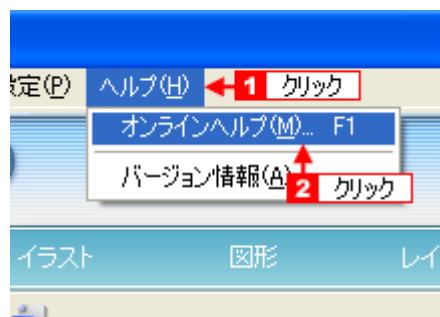 定(P) ヘルプ(H) 1 クリック
オンラインヘルプ(M)... F1
バージョン情報(A) 2 クリック
イラスト 図形 レイ